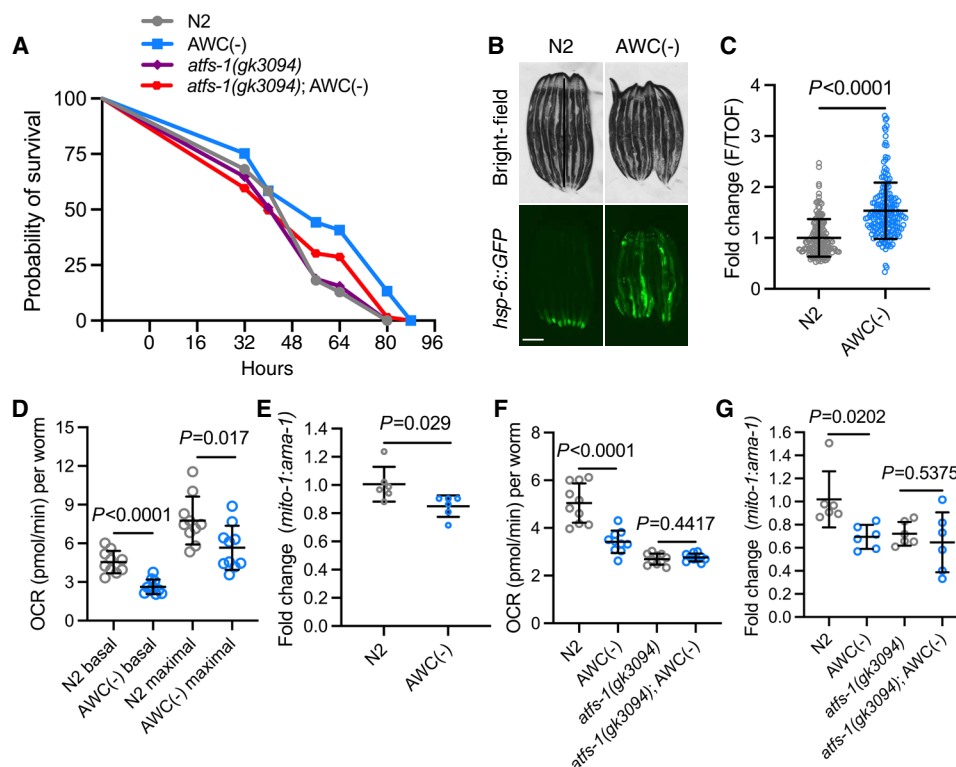 A
N2
AWC(-)
atfs-1(gk3094)
atfs-1(gk3094); AWC(-)
Probability of survival
100
75
50
25
0
0 16 32 48 64 80 96
Hours
B
N2 AWC(-)
Bright-field
hsp-6::GFP
C
P<0.0001
Fold change (F/TOF)
4
3
2
1
0
N2
AWC(-)
D
OCR (pmol/min) per worm
15
12
9
6
3
0
P<0.0001
P=0.017
N2 basal
AWC(-) basal
N2 maximal
AWC(-) maximal
E
Fold change (mito-1:ama-1)
1.4
1.2
1.0
0.8
0.6
0.4
0.2
0.0
P=0.029
N2
AWC(-)
F
OCR (pmol/min) per worm
8
6
4
2
0
P<0.0001
P=0.4417
N2
AWC(-)
atfs-1(gk3094)
atfs-1(gk3094); AWC(-)
G
Fold change (mito-1:ama-1)
1.6
1.4
1.2
1.0
0.8
0.6
0.4
0.2
0.0
P=0.0202
P=0.5375
N2
AWC(-)
atfs-1(gk3094)
atfs-1(gk3094); AWC(-)